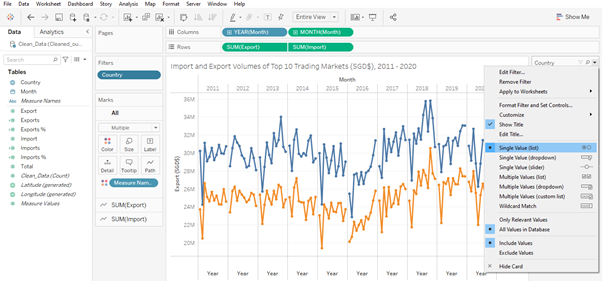 File Data Worksheet Dashboard Story Analysis Map Format Server Window Help
Entire View
Show Me
Data Analytics
Pages
Columns YEAR(Month) MONTH(Month)
Rows SUM(Export) SUM(Import)
Clean_Data (Cleaned_ou...
Search
Filters
Country
Tables
Country
Month
Measure Names
Export
Exports
Exports %
Import
Imports
Imports %
Total
Clean_Data (Count)
Latitude (generated)
Longitude (generated)
Measure Values
Marks
All
Multiple
Color Size Label
Detail Tooltip Path
Measure Nam..
SUM(Export)
SUM(Import)
Import and Export Volumes of Top 10 Trading Markets (SG0$), 2011 - 2020
Month
2011 2012 2013 2014 2015 2016 2017 2018 2019 20
Export (SG0$)
36M
34M
32M
30M
28M
26M
24M
22M
20M
Year Year Year Year Year Year Year Year Year Year
Country
Edit Filter...
Remove Filter
Apply to Worksheets
Format Filter and Set Controls...
Customize
Show Title
Edit Title...
Single Value (list)
Single Value (dropdown)
Single Value (slider)
Multiple Values (list)
Multiple Values (dropdown)
Multiple Values (custom list)
Wildcard Match
Only Relevant Values
All Values in Database
Include Values
Exclude Values
Hide Card